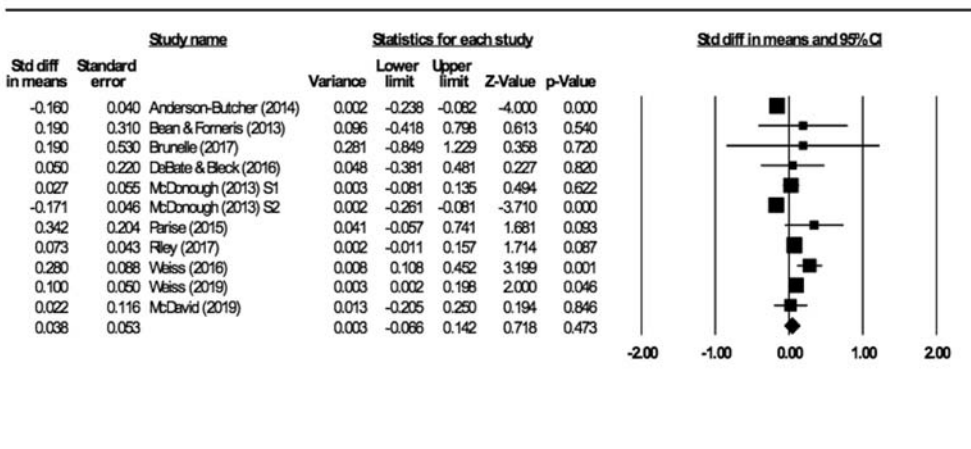 Study name Statistics for each study Std diff in means and 95% CI
Std diff in means Standard error Variance Lower limit Upper limit Z-Value p-Value
-0.160 0.040 Anderson-Butcher (2014) 0.002 -0.238 -0.082 -4.000 0.000
0.190 0.310 Bean & Forneris (2013) 0.096 -0.418 0.798 0.613 0.540
0.190 0.530 Brunelle (2017) 0.281 -0.849 1.229 0.358 0.720
0.050 0.220 DeBate & Bleck (2016) 0.048 -0.381 0.481 0.227 0.820
0.027 0.055 McDonough (2013) S1 0.003 -0.081 0.135 0.494 0.622
-0.171 0.046 McDonough (2013) S2 0.002 -0.261 -0.081 -3.710 0.000
0.342 0.204 Parise (2015) 0.041 -0.057 0.741 1.681 0.093
0.073 0.043 Riley (2017) 0.002 -0.011 0.157 1.714 0.087
0.280 0.088 Weiss (2016) 0.008 0.108 0.452 3.199 0.001
0.100 0.050 Weiss (2019) 0.003 0.002 0.198 2.000 0.046
0.022 0.116 McDavid (2019) 0.013 -0.205 0.250 0.194 0.846
0.038 0.053 0.003 -0.066 0.142 0.718 0.473
-2.00 -1.00 0.00 1.00 2.00